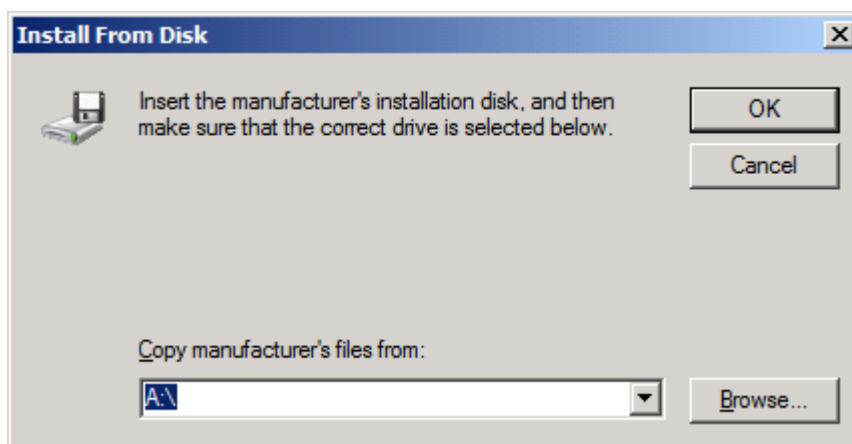 Install From Disk
Insert the manufacturer's installation disk, and then
make sure that the correct drive is selected below.
OK
Cancel
Copy manufacturer's files from:
A:\
Browse...